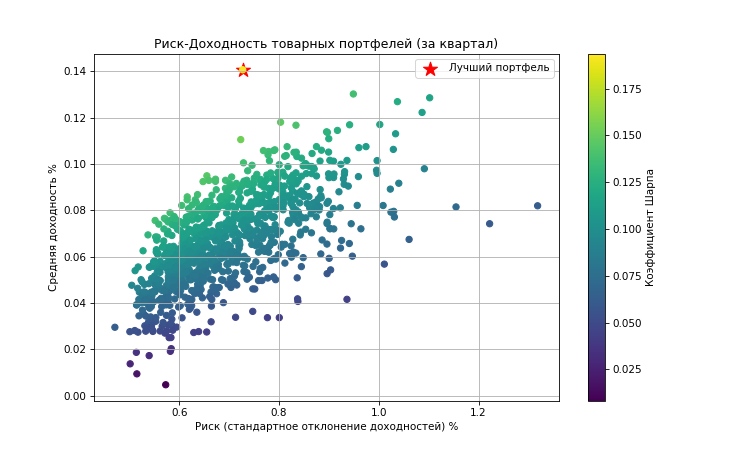 Риск-Доходность товарных портфелей (за квартал)
Лучший портфель
Средняя доходность %
0.14
0.12
0.10
0.08
0.06
0.04
0.02
0.00
0.6 0.8 1.0 1.2
Риск (стандартное отклонение доходностей) %
0.175
0.150
0.125
0.100
0.075
0.050
0.025
Коэффициент Шарпа